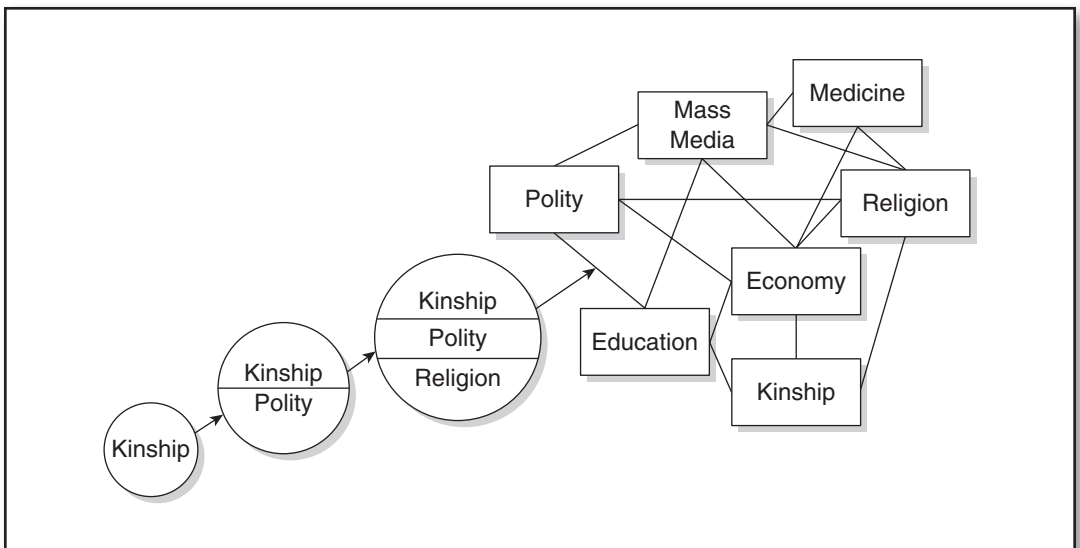 Kinship
Kinship
Polity
Kinship
Polity
Religion
Mass
Media
Medicine
Polity
Religion
Economy
Education
Kinship